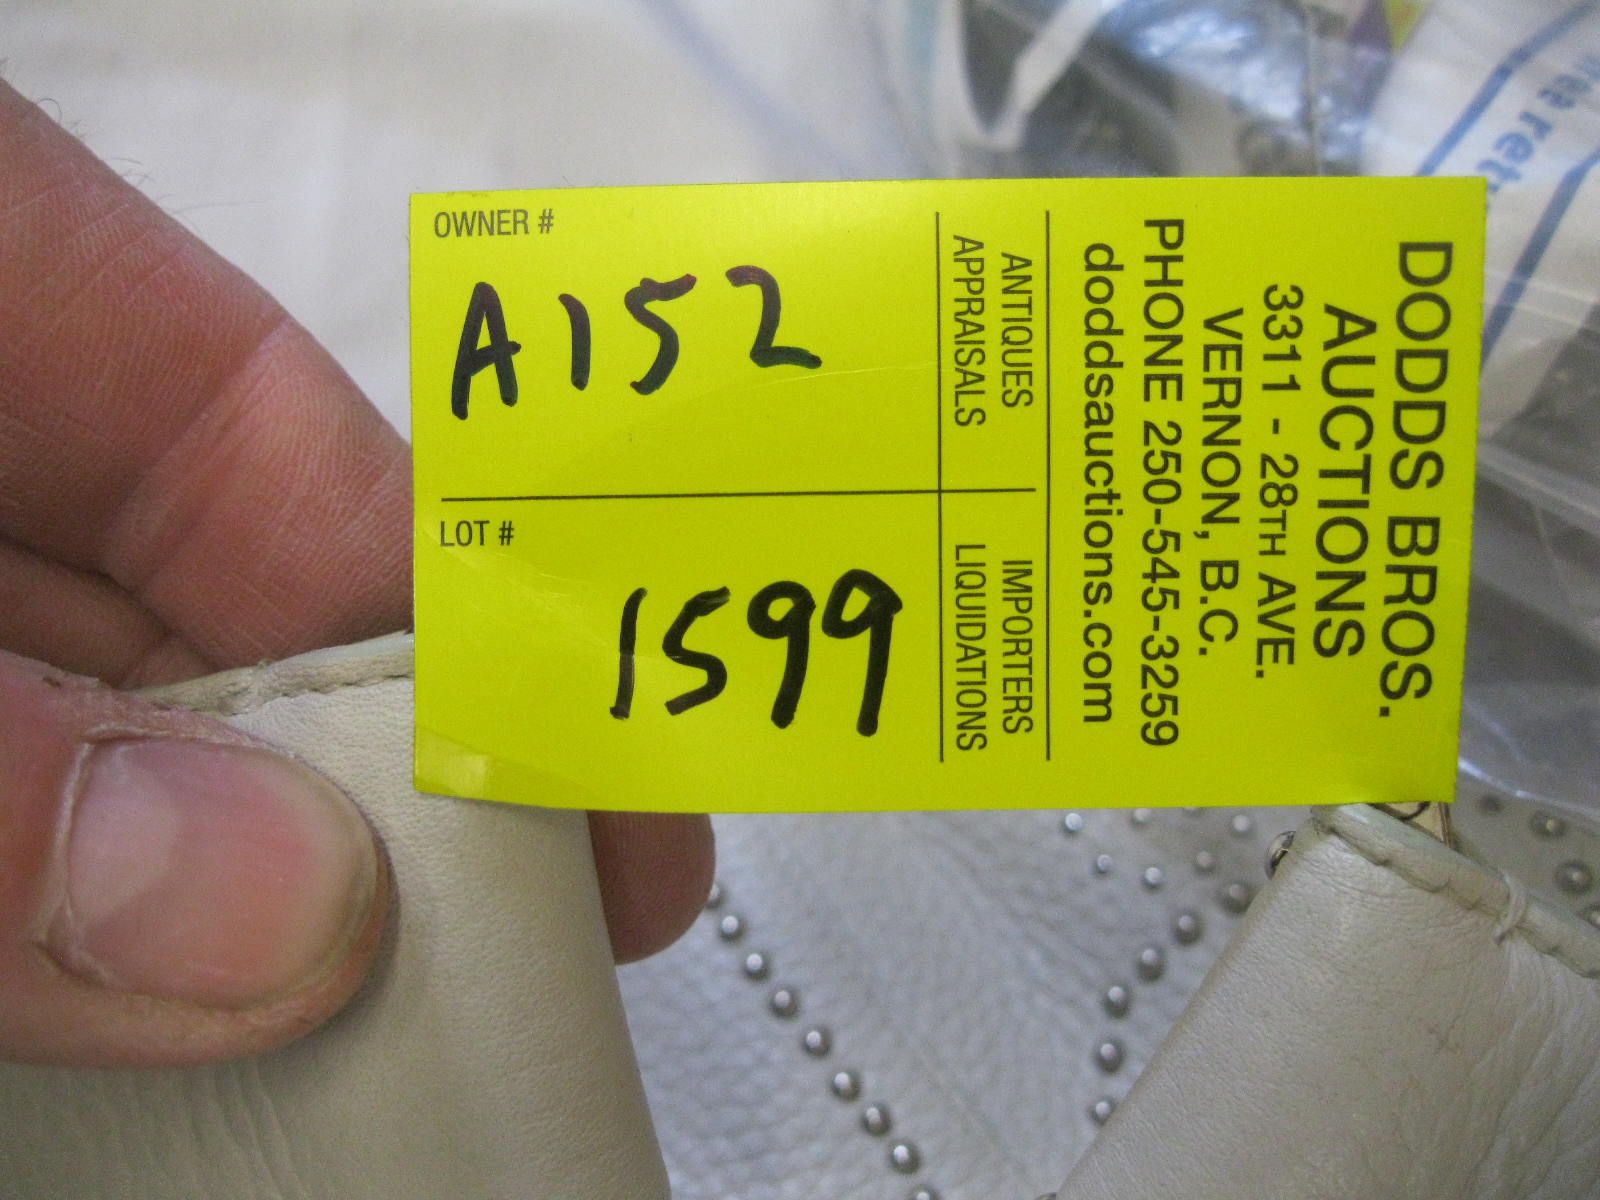 OWNER #
A152
LOT #
1599
ANTIQUES
APPRAISALS
IMPORTERS
LIQUIDATIONS
DODDS BROS.
AUCTIONS
3311 - 28TH AVE.
VERNON, B.C.
PHONE 250-545-3259
doddsauctions.com